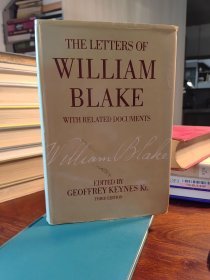 THE LETTERS OF
WILLIAM
BLAKE
WITH RELATED DOCUMENTS
William Blake
EDITED BY
GEOFFREY KEYNES Kt.
THIRD EDITION